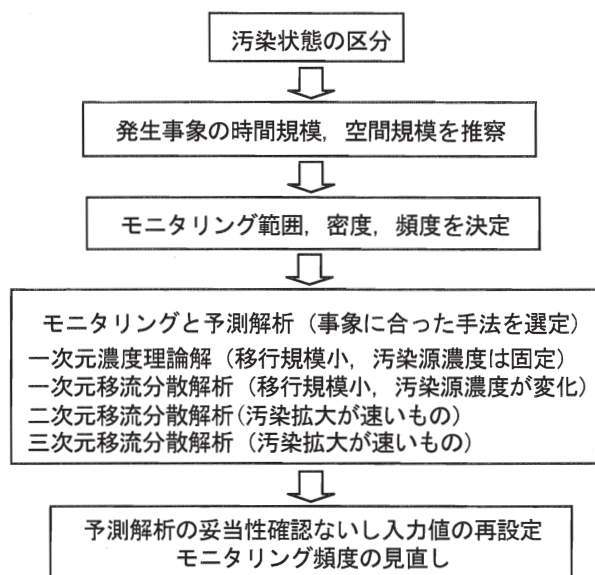 汚染状態の区分
発生事象の時間規模，空間規模を推察
モニタリング範囲，密度，頻度を決定
モニタリングと予測解析（事象に合った手法を選定）
一次元濃度理論解（移行規模小，汚染源濃度は固定）
一次元移流分散解析（移行規模小，汚染源濃度が変化）
二次元移流分散解析(汚染拡大が速いもの）
三次元移流分散解析（汚染拡大が速いもの）
予測解析の妥当性確認ないし入力値の再設定
モニタリング頻度の見直し